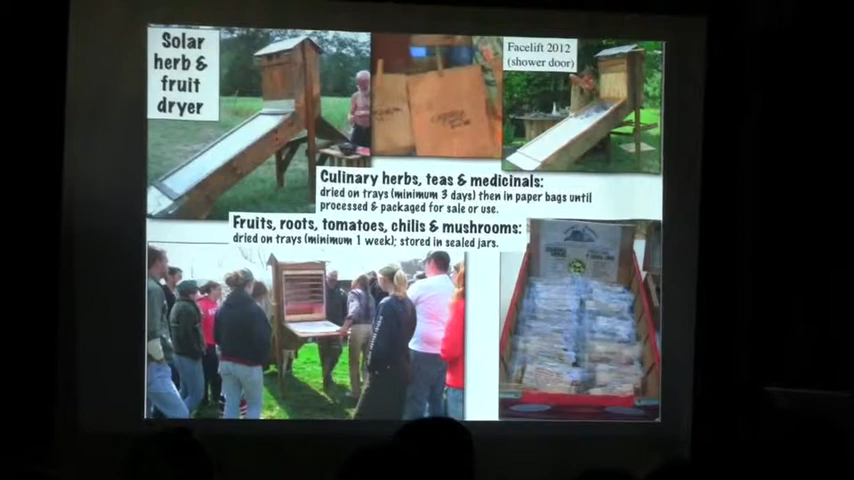 Solar
herb &
fruit
dryer
Facelift 2012
(shower door)
Culinary herbs, teas & medicinals:
dried on trays (minimum 3 days) then in paper bags until
processed & packaged for sale or use.
Fruits, roots, tomatoes, chilis & mushrooms:
dried on trays (minimum 1 week); stored in sealed jars.